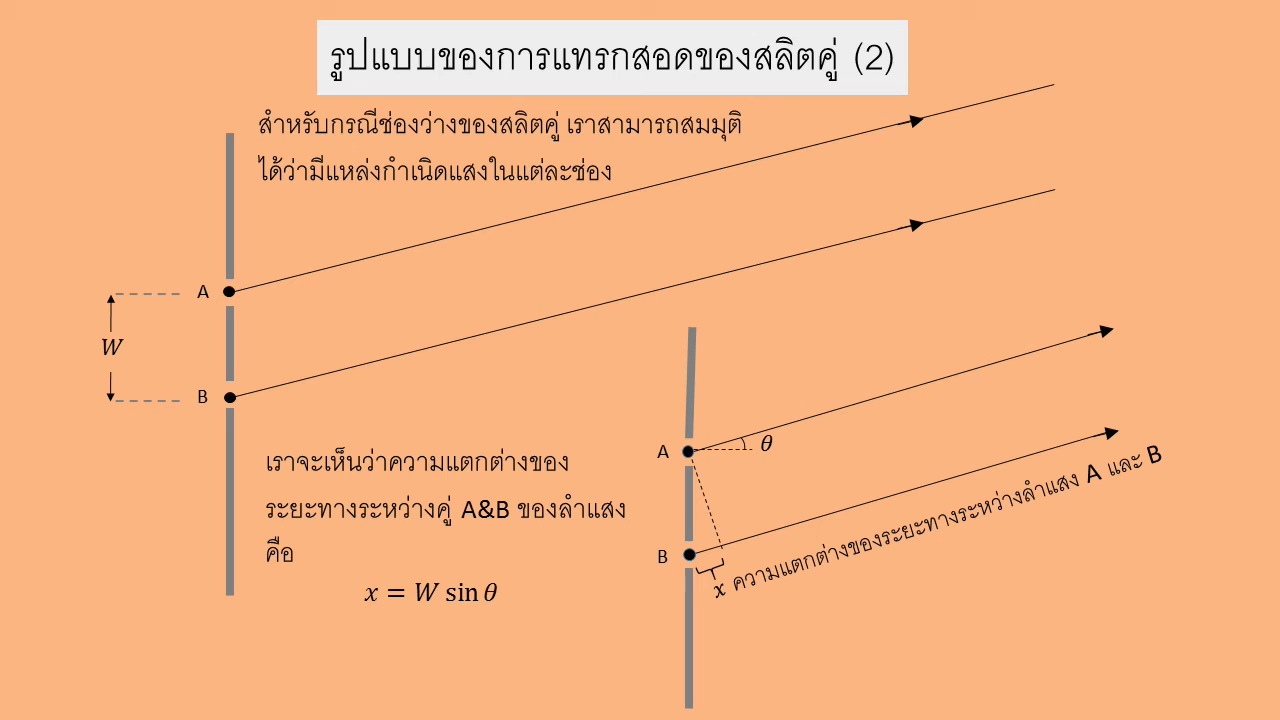 รูปแบบของการแทรกสอดของสลิตคู่ (2)
สำหรับกรณีช่องว่างของสลิตคู่ เราสามารถสมมุติ
ได้ว่ามีแหล่งกำเนิดแสงในแต่ละช่อง
A
W
B
เราจะเห็นว่าความแตกต่างของ
ระยะทางระหว่างคู่ A&B ของลำแสง
คือ
x = W sin θ
A
θ
B
x ความแตกต่างของระยะทางระหว่างลำแสง A และ B